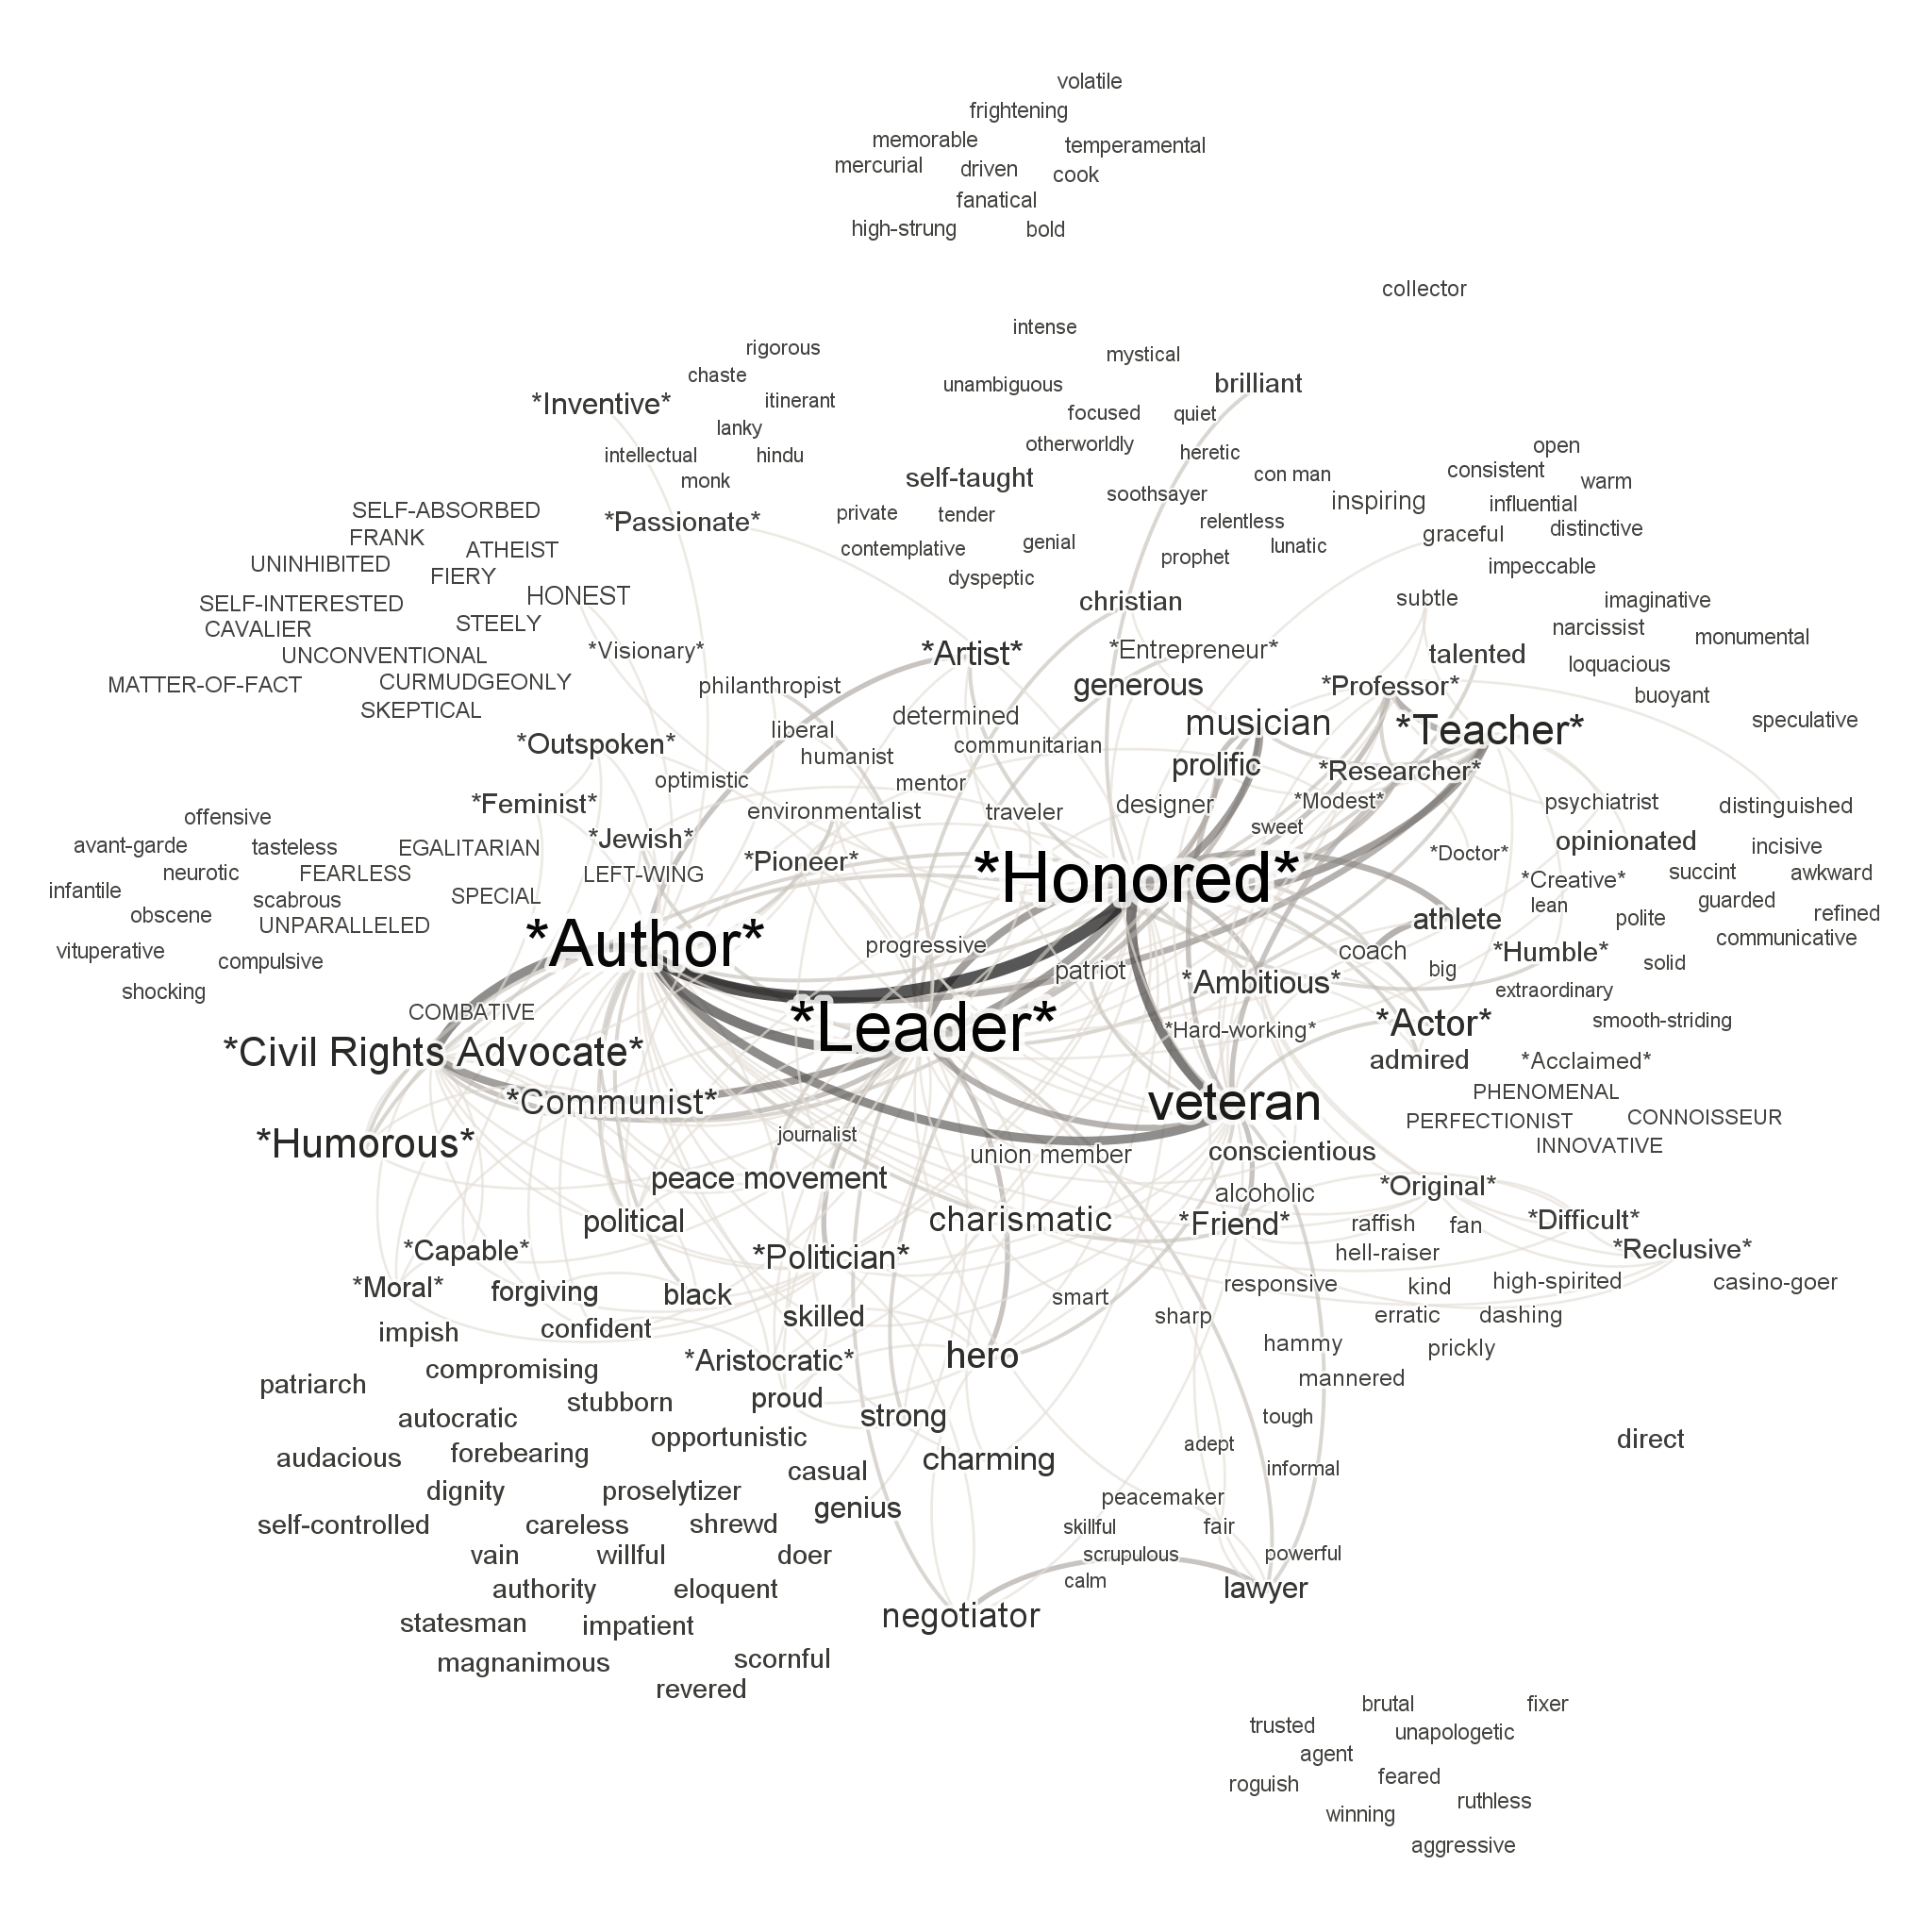 volatile
frightening
memorable
temperamental
mercurial
driven
cook
fanatical
high-strung
bold
collector
intense
rigorous
mystical
chaste
unambiguous
brilliant
*Inventive*
itinerant
focused
quiet
lanky
otherworldly
open
intellectual
hindu
heretic
consistent
monk
self-taught
con man
warm
SELF-ABSORBED
*Passionate*
private
tender
soothsayer
inspiring
influential
FRANK
ATHEIST
relentless
graceful
distinctive
UNINHIBITED
FIERY
contemplative
genial
prophet
lunatic
impeccable
dyspeptic
SELF-INTERESTED
HONEST
christian
subtle
imaginative
CAVALIER
STEELY
narcissist
monumental
UNCONVENTIONAL
*Visionary*
*Artist*
*Entrepreneur*
talented
loquacious
MATTER-OF-FACT
CURMUDGEONLY
philanthropist
generous
*Professor*
buoyant
SKEPTICAL
determined
musician
*Teacher*
speculative
*Outspoken*
liberal
humanist
communitarian
prolific
*Researcher*
optimistic
mentor
*Feminist*
environmentalist
traveler
designer
*Modest*
psychiatrist
distinguished
offensive
sweet
avant-garde
tasteless
EGALITARIAN
*Jewish*
*Pioneer*
*Doctor*
opinionated
incisive
neurotic
FEARLESS
LEFT-WING
*Honored*
*Creative*
succint
awkward
infantile
scabrous
SPECIAL
lean
guarded
obscene
UNPARALLELED
athlete
polite
refined
*Author*
progressive
coach
*Humble*
communicative
vituperative
compulsive
patriot
*Ambitious*
big
solid
shocking
extraordinary
COMBATIVE
*Leader*
*Hard-working*
*Actor*
smooth-striding
*Civil Rights Advocate*
admired
*Acclaimed*
*Communist*
veteran
PHENOMENAL
PERFECTIONIST
CONNOISSEUR
*Humorous*
journalist
union member
conscientious
INNOVATIVE
peace movement
alcoholic
*Original*
political
charismatic
*Friend*
raffish
fan
*Difficult*
*Capable*
*Politician*
hell-raiser
*Reclusive*
*Moral*
forgiving
black
smart
responsive
kind
high-spirited
casino-goer
impish
confident
skilled
sharp
erratic
dashing
*Aristocratic*
hero
hammy
prickly
patriarch
compromising
mannered
stubborn
proud
autocratic
strong
tough
audacious
forebearing
opportunistic
charming
adept
direct
dignity
proselytizer
casual
informal
self-controlled
careless
shrewd
genius
peacemaker
skillful
fair
vain
willful
doer
scrupulous
powerful
authority
eloquent
calm
lawyer
statesman
impatient
negotiator
magnanimous
scornful
revered
brutal
fixer
trusted
unapologetic
agent
roguish
feared
winning
ruthless
aggressive